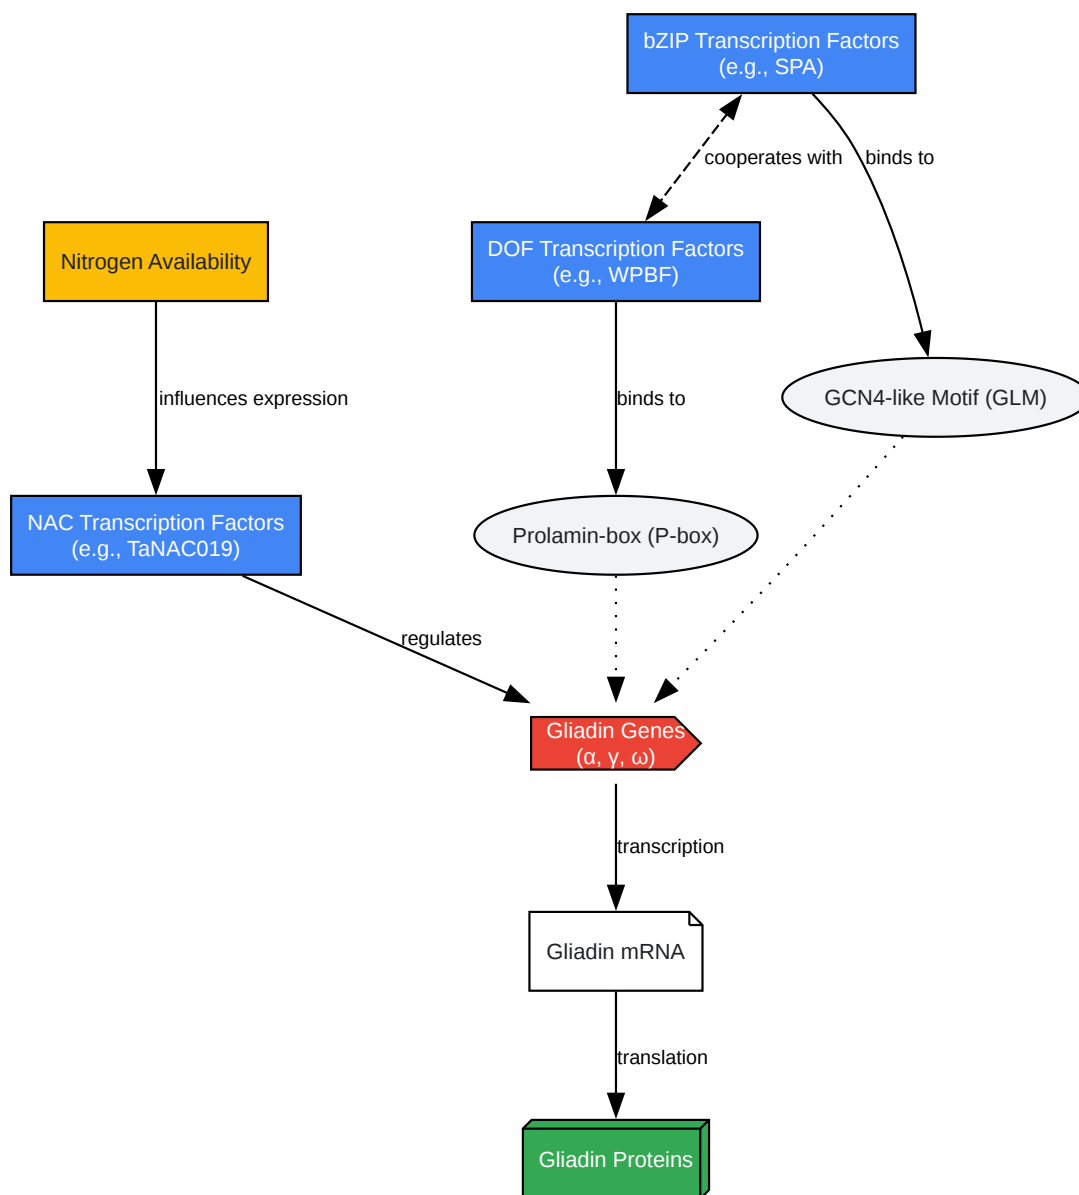 bZIP Transcription Factors
(e.g., SPA)
cooperates with
binds to
Nitrogen Availability
DOF Transcription Factors
(e.g., WPBF)
influences expression
binds to
GCN4-like Motif (GLM)
NAC Transcription Factors
(e.g., TaNAC019)
Prolamin-box (P-box)
regulates
Gliadin Genes
(α, γ, ω)
transcription
Gliadin mRNA
translation
Gliadin Proteins